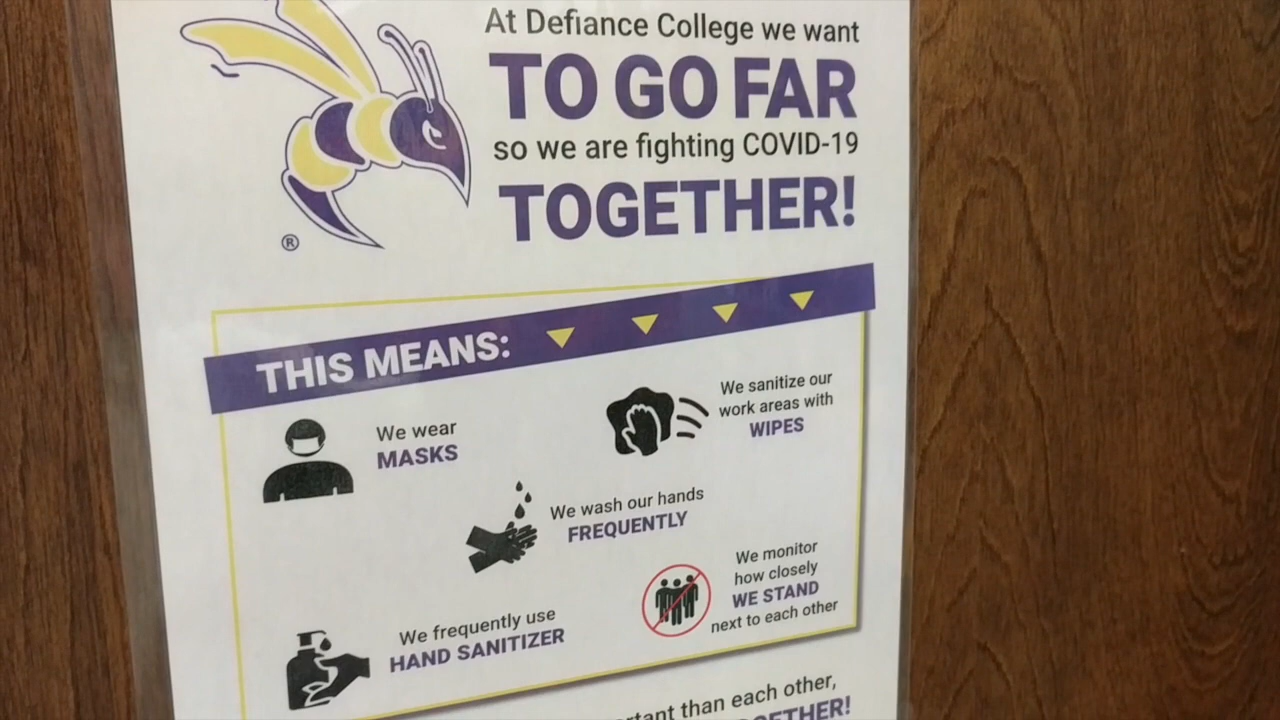 At Defiance College we want
TO GO FAR
so we are fighting COVID-19
TOGETHER!
®
THIS MEANS:
We wear
MASKS
We sanitize our
work areas with
WIPES
We wash our hands
FREQUENTLY
We monitor
how closely
WE STAND
next to each other
We frequently use
HAND SANITIZER
than each other,